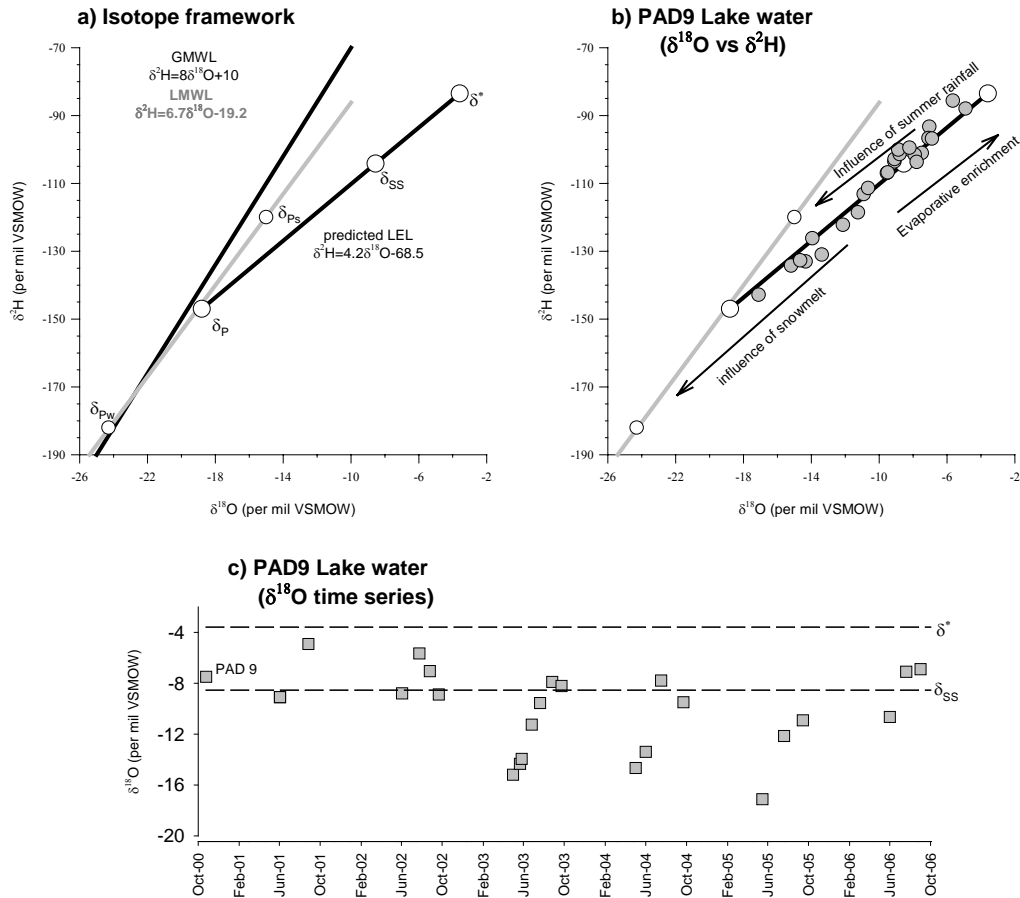 a) Isotope framework
-70
-90
-110
-130
-150
-170
-190
δ²H (per mil VSMOW)
GMWL
δ²H=8δ¹⁸O+10
LMWL
δ²H=6.7δ¹⁸O-19.2
δ*
δSS
δPs
predicted LEL
δ²H=4.2δ¹⁸O-68.5
δP
δPw
-26
-22
-18
-14
-10
-6
-2
δ¹⁸O (per mil VSMOW)
b) PAD9 Lake water
(δ¹⁸O vs δ²H)
-70
-90
-110
-130
-150
-170
-190
δ²H (per mil VSMOW)
Influence of summer rainfall
Evaporative enrichment
influence of snowmelt
-26
-22
-18
-14
-10
-6
-2
δ¹⁸O (per mil VSMOW)
c) PAD9 Lake water
(δ¹⁸O time series)
-4
-8
-12
-16
-20
δ¹⁸O (per mil VSMOW)
PAD 9
δ*
δSS
Oct-00
Feb-01
Jun-01
Oct-01
Feb-02
Jun-02
Oct-02
Feb-03
Jun-03
Oct-03
Feb-04
Jun-04
Oct-04
Feb-05
Jun-05
Oct-05
Feb-06
Jun-06
Oct-06